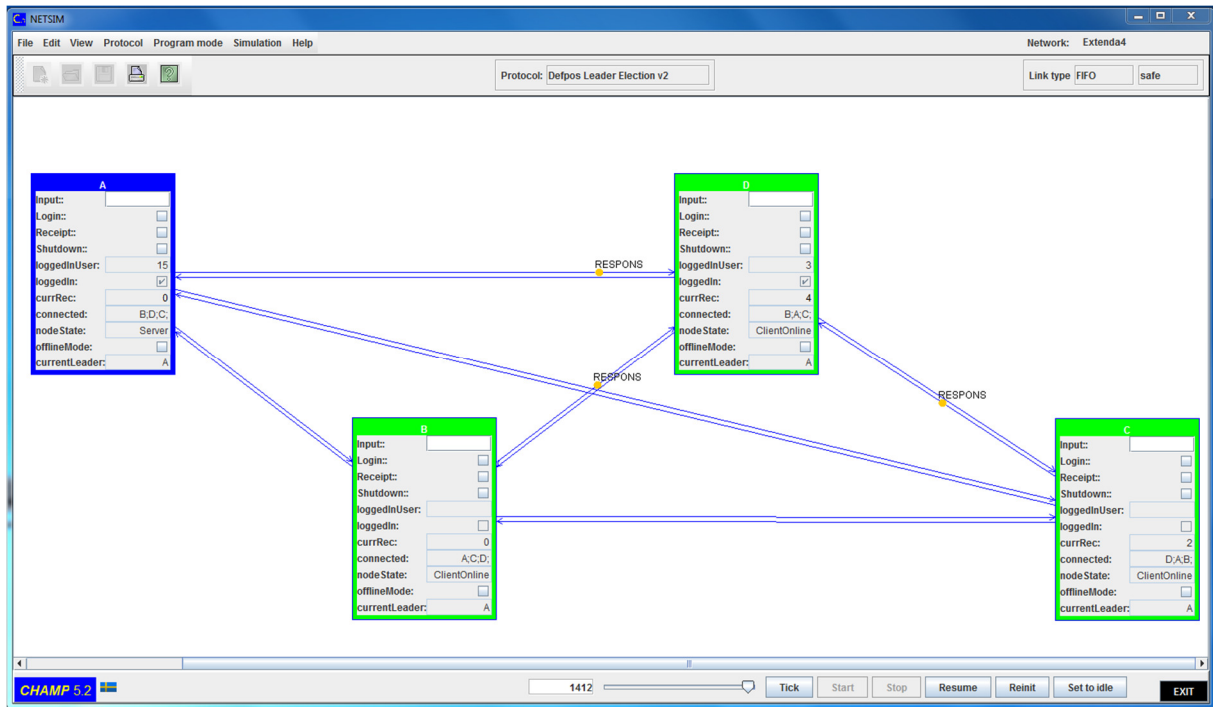 NETSIM
File Edit View Protocol Program mode Simulation Help
Network: Extenda4
Protocol: Defpos Leader Election v2
Link type FIFO safe
A
Input::
Login::
Receipt::
Shutdown::
loggedInUser: 15
loggedIn:
currRec: 0
connected: B;D;C;
nodeState: Server
offlineMode:
currentLeader: A
D
Input::
Login::
Receipt::
Shutdown::
loggedInUser: 3
loggedIn:
currRec: 4
connected: B;A;C;
nodeState: ClientOnline
offlineMode:
currentLeader: A
RESPONS
RESPONS
RESPONS
B
Input::
Login::
Receipt::
Shutdown::
loggedInUser:
loggedIn:
currRec: 0
connected: A;C;D;
nodeState: ClientOnline
offlineMode:
currentLeader: A
C
Input::
Login::
Receipt::
Shutdown::
loggedInUser:
loggedIn:
currRec: 2
connected: D;A;B;
nodeState: ClientOnline
offlineMode:
currentLeader: A
CHAMP 5.2
1412
Tick Start Stop Resume Reinit Set to idle EXIT